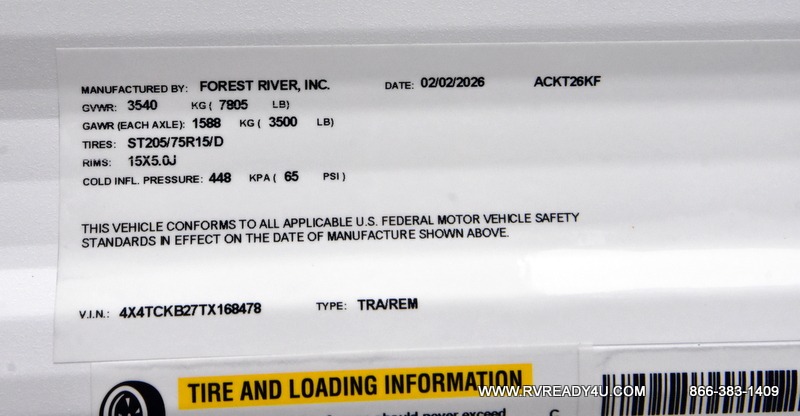 MANUFACTURED BY: FOREST RIVER, INC. DATE: 02/02/2026 ACKT26KF
GVWR: 3540 KG ( 7805 LB)
GAWR (EACH AXLE): 1588 KG ( 3500 LB)
TIRES: ST205/75R15/D
RIMS: 15X5.0J
COLD INFL. PRESSURE: 448 KPA ( 65 PSI )
THIS VEHICLE CONFORMS TO ALL APPLICABLE U.S. FEDERAL MOTOR VEHICLE SAFETY
STANDARDS IN EFFECT ON THE DATE OF MANUFACTURE SHOWN ABOVE.
V.I.N.: 4X4TCKB27TX168478 TYPE: TRA/REM
TIRE AND LOADING INFORMATION
WWW.RVREADY4U.COM 866-383-1409
should never exceed